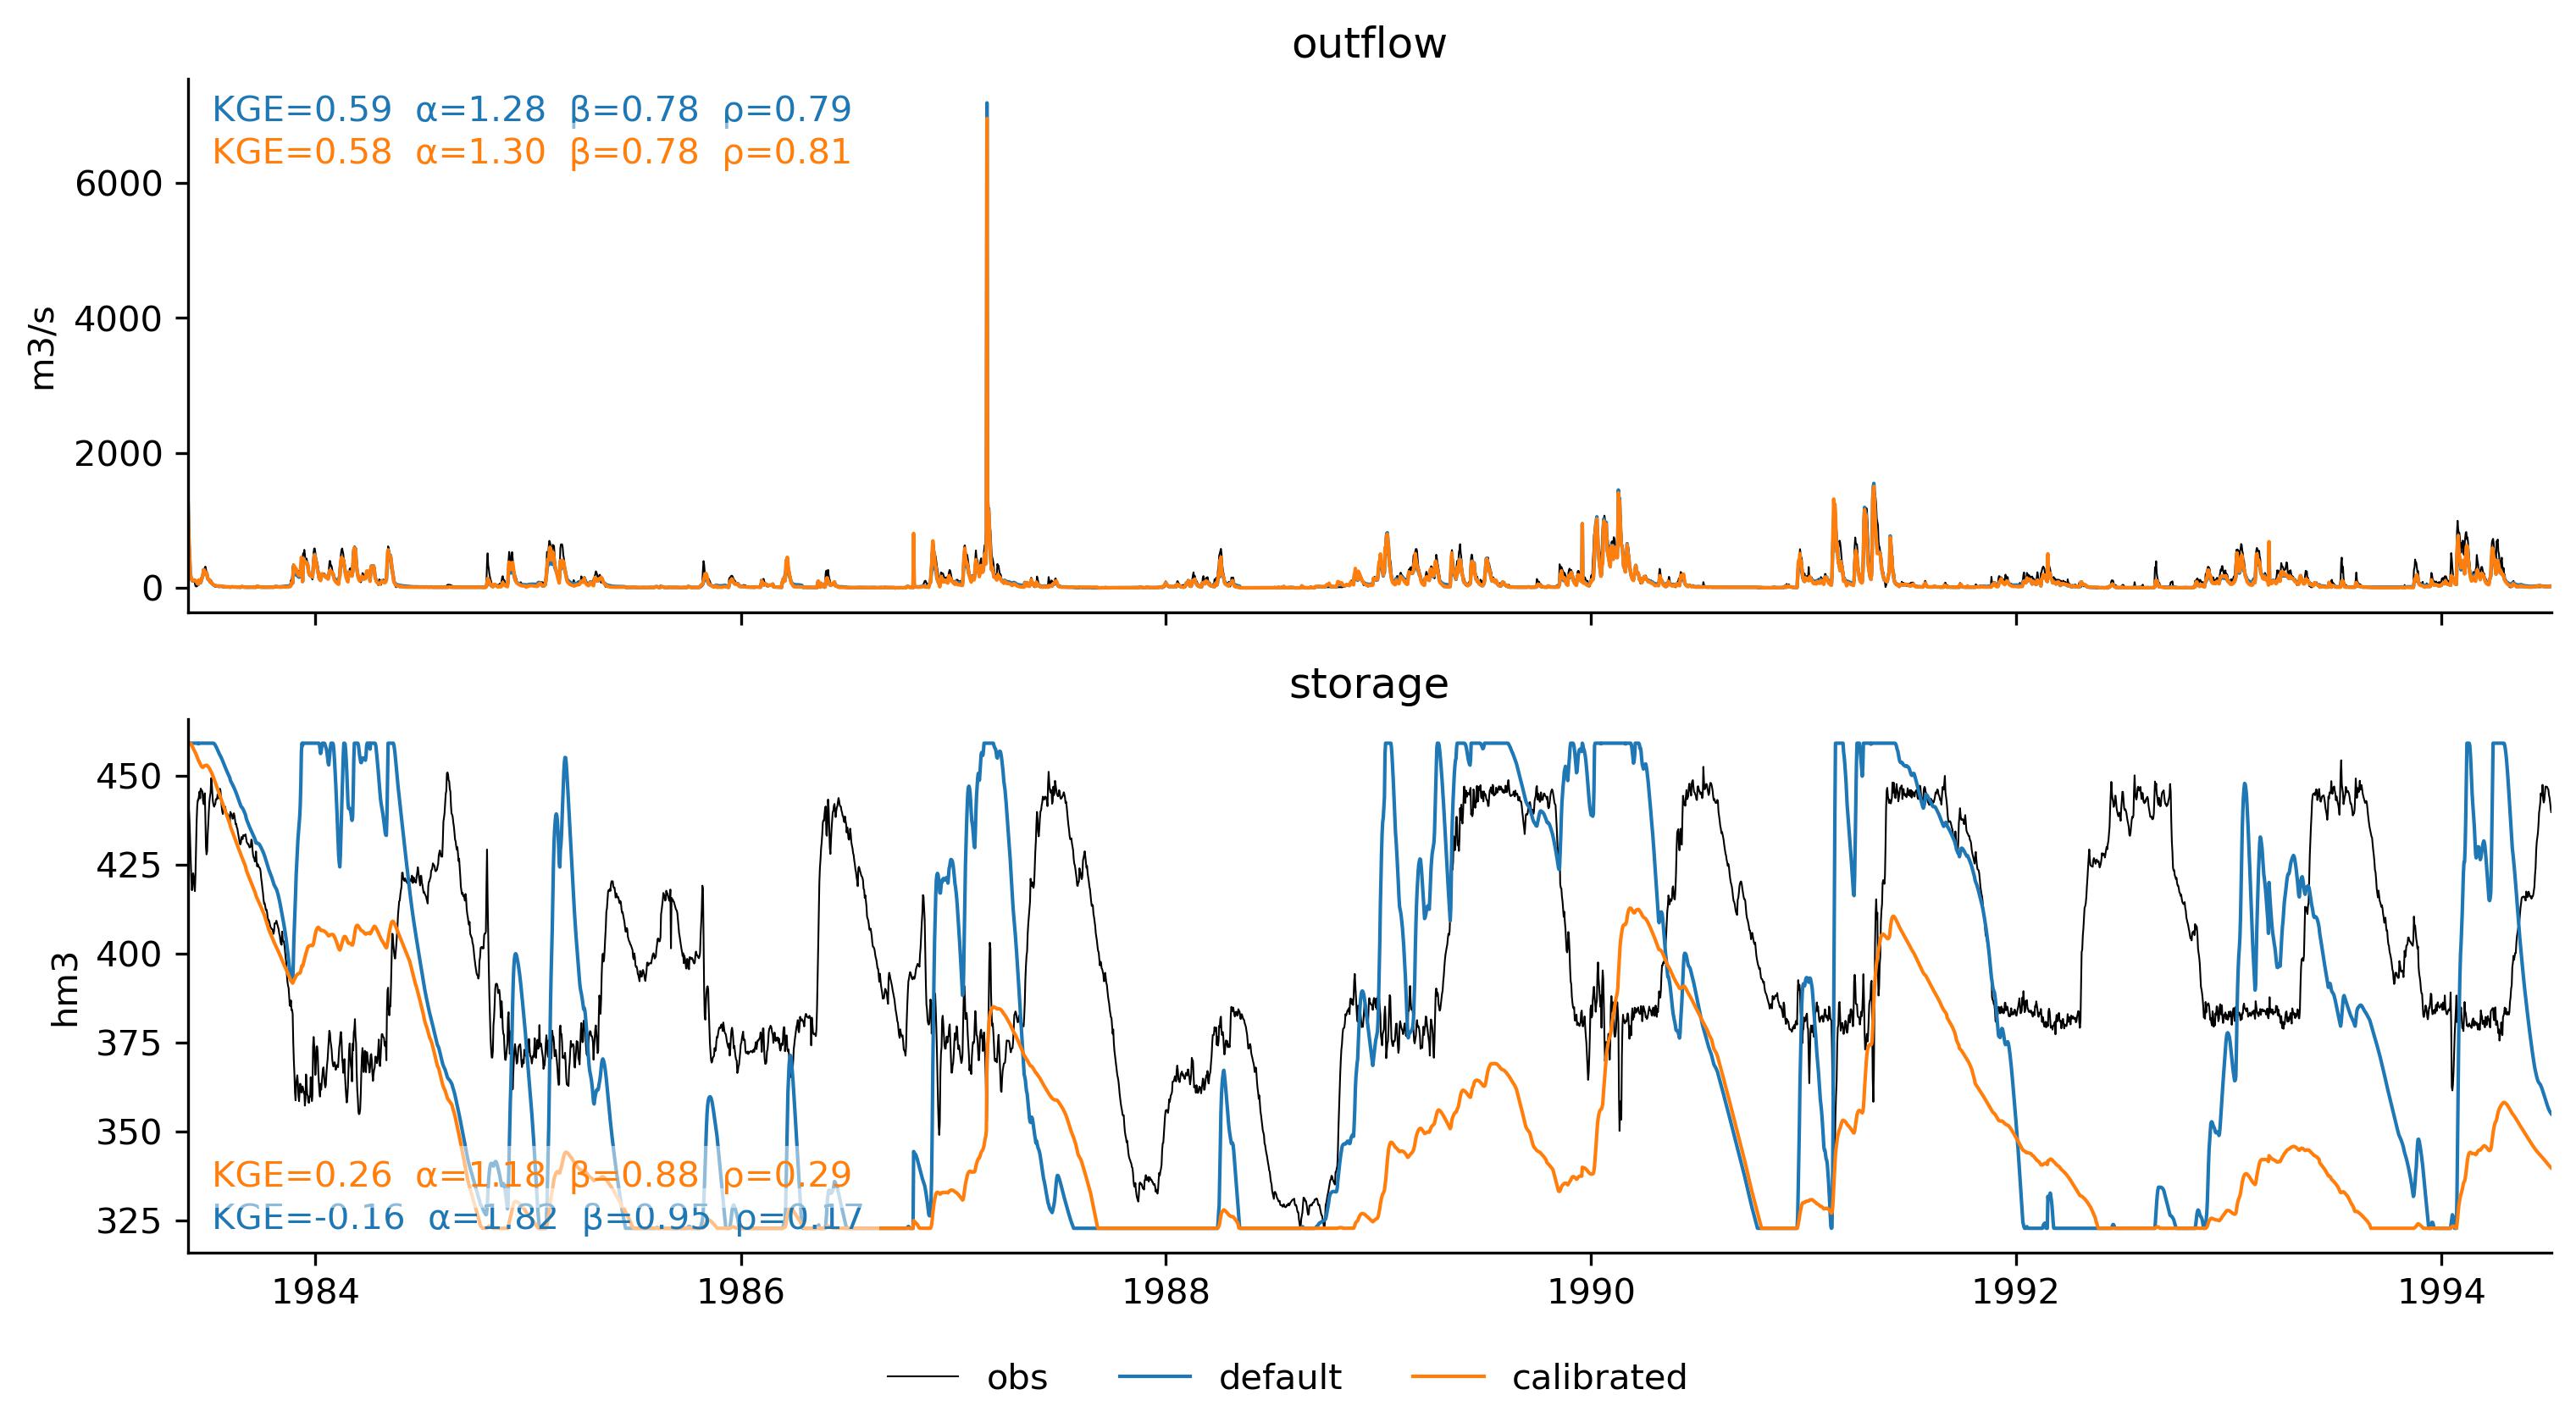 outflow
KGE=0.59 α=1.28 β=0.78 ρ=0.79
KGE=0.58 α=1.30 β=0.78 ρ=0.81
6000
4000
2000
0
m3/s
storage
450
425
400
375
350
325
hm3
KGE=0.26 α=1.18 β=0.88 ρ=0.29
KGE=-0.16 α=1.82 β=0.95 ρ=0.17
1984 1986 1988 1990 1992 1994
obs default calibrated